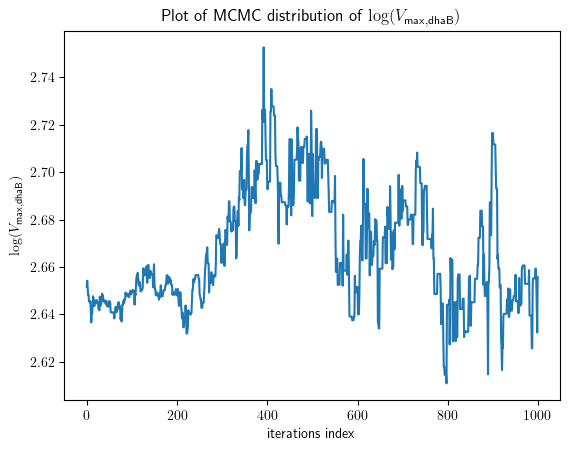 Plot of MCMC distribution of log(V_max,dhaB)
log(V_max,dhaB)
2.74
2.72
2.70
2.68
2.66
2.64
2.62
0 200 400 600 800 1000
iterations index